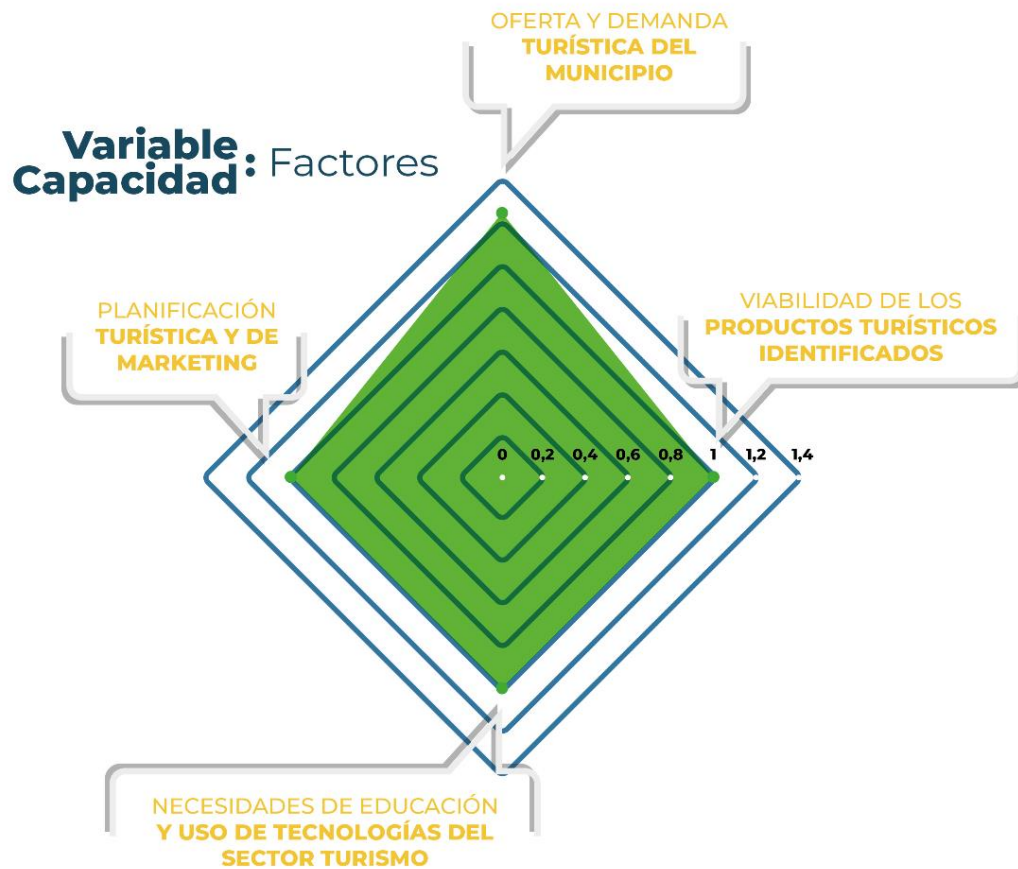 OFERTA Y DEMANDA
TURÍSTICA DEL
MUNICIPIO
Variable
Capacidad : Factores
PLANIFICACIÓN
TURÍSTICA Y DE
MARKETING
VIABILIDAD DE LOS
PRODUCTOS TURÍSTICOS
IDENTIFICADOS
0 0,2 0,4 0,6 0,8 1 1,2 1,4
NECESIDADES DE EDUCACIÓN
Y USO DE TECNOLOGÍAS DEL
SECTOR TURISMO